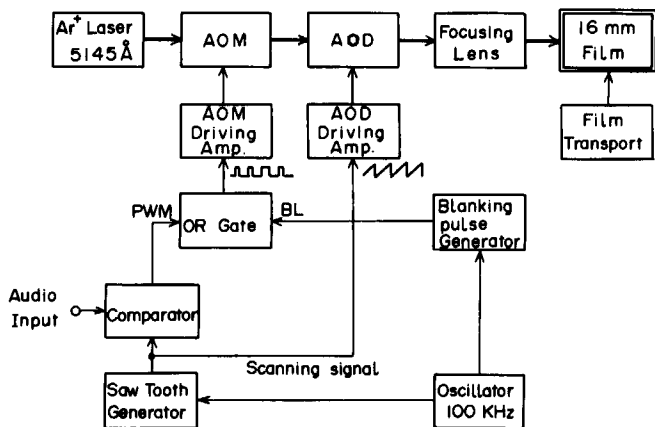 Ar+ Laser
5145Å
AOM
AOD
Focusing
Lens
16 mm
Film
AOM
Driving
Amp.
AOD
Driving
Amp.
Film
Transport
PWM
OR Gate
BL
Blanking
pulse
Generator
Audio
Input
Comparator
Scanning signal
Saw Tooth
Generator
Oscillator
100 KHz